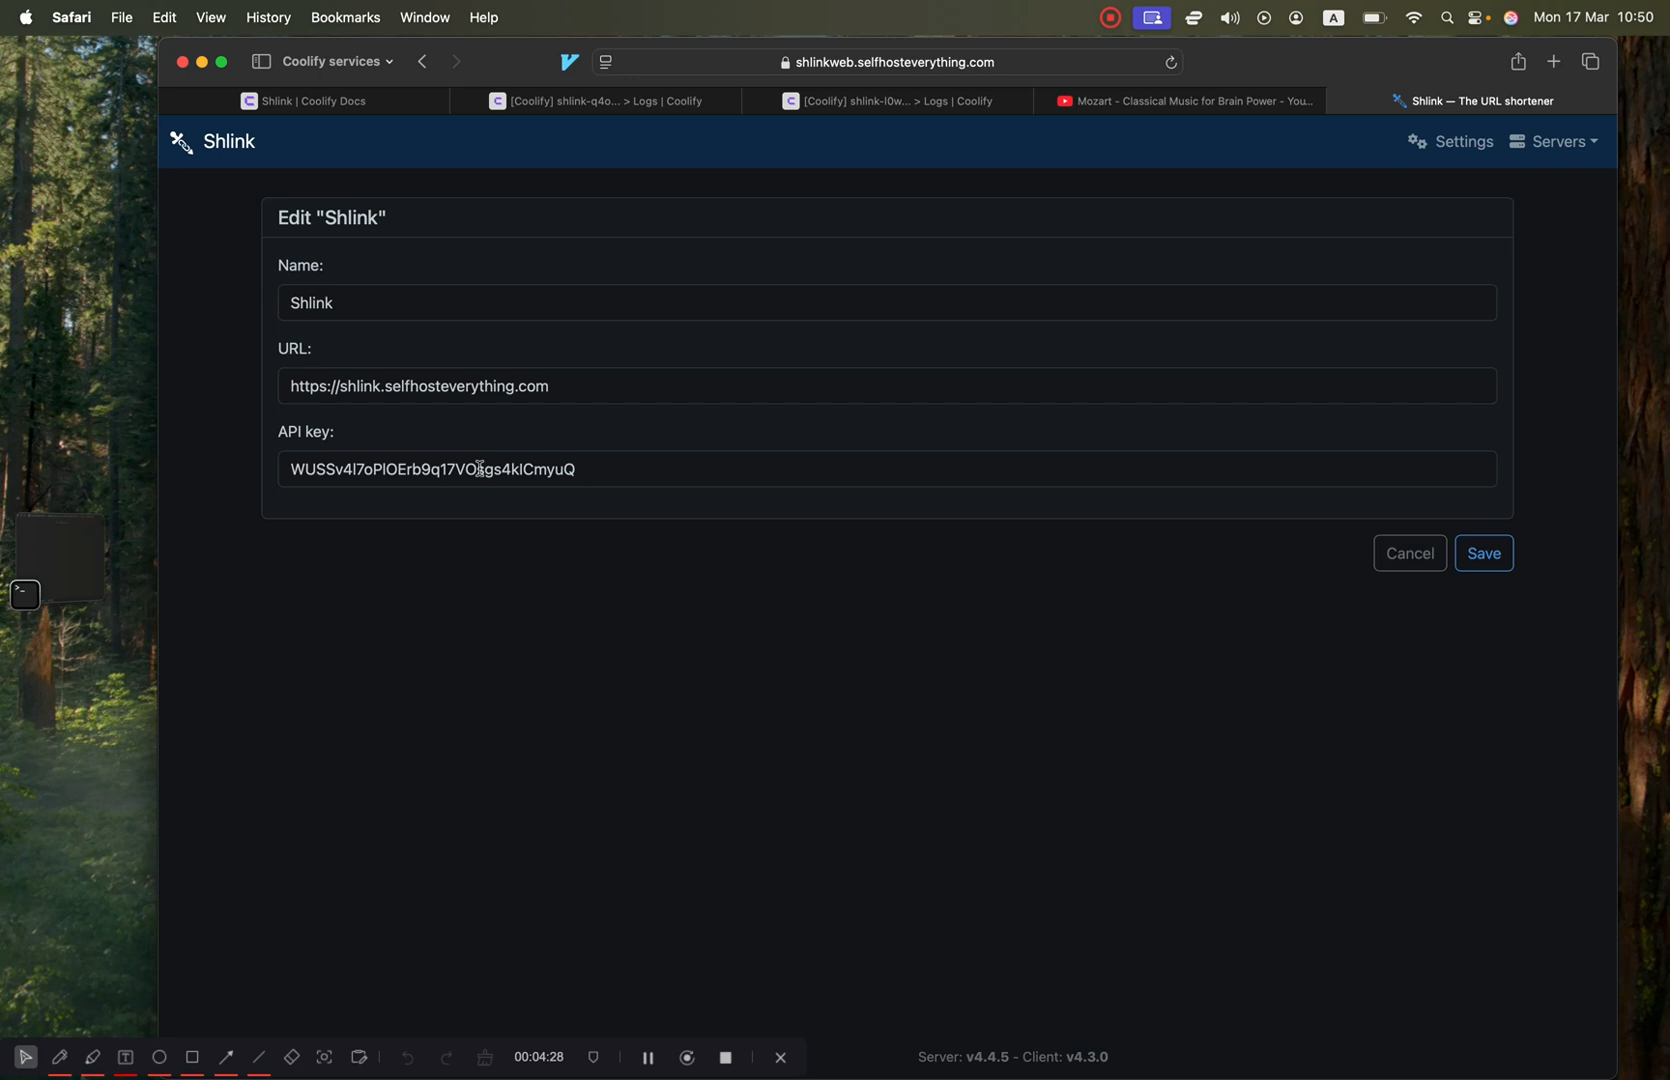 Safari File Edit View History Bookmarks Window Help A Mon 17 Mar 10:50
Coolify services shlinkweb.selfhosteverything.com
Shlink | Coolify Docs [Coolify] shlink-q4o... > Logs | Coolify [Coolify] shlink-l0w... > Logs | Coolify Mozart - Classical Music for Brain Power - You... Shlink — The URL shortener
Shlink Settings Servers
Edit "Shlink"
Name:
Shlink
URL:
https://shlink.selfhosteverything.com
API key:
Cancel Save
00:04:28 Server: v4.4.5 - Client: v4.3.0